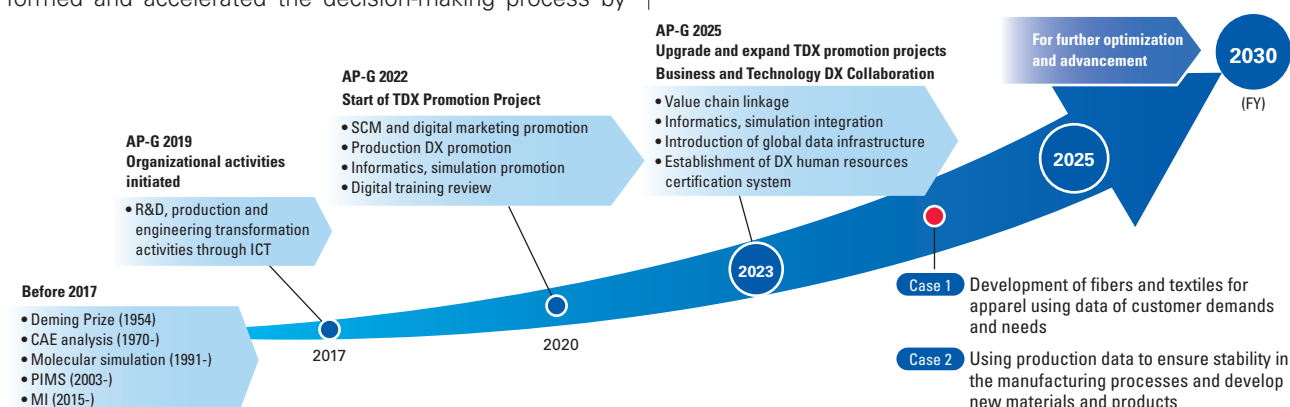 formed and accelerated the decision-making process by
Before 2017
• Deming Prize (1954)
• CAE analysis (1970-)
• Molecular simulation (1991-)
• PIMS (2003-)
• MI (2015-)
AP-G 2019
Organizational activities
initiated
• R&D, production and
engineering transformation
activities through ICT
2017
AP-G 2022
Start of TDX Promotion Project
• SCM and digital marketing promotion
• Production DX promotion
• Informatics, simulation promotion
• Digital training review
2020
AP-G 2025
Upgrade and expand TDX promotion projects
Business and Technology DX Collaboration
• Value chain linkage
• Informatics, simulation integration
• Introduction of global data infrastructure
• Establishment of DX human resources
certification system
2023
2025
For further optimization
and advancement
2030
(FY)
Case 1 Development of fibers and textiles for
apparel using data of customer demands
and needs
Case 2 Using production data to ensure stability in
the manufacturing processes and develop
new materials and products